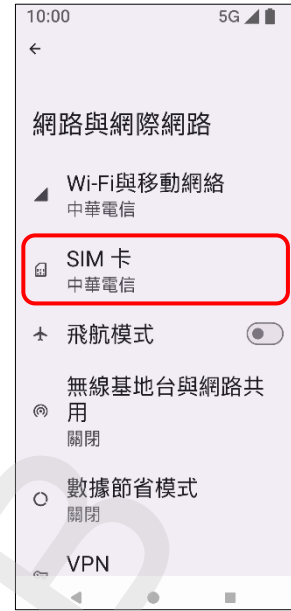 10:00 5G
網路與網際網路
Wi-Fi與移動網絡
中華電信
SIM 卡
中華電信
飛航模式
無線基地台與網路共
用
關閉
數據節省模式
關閉
VPN